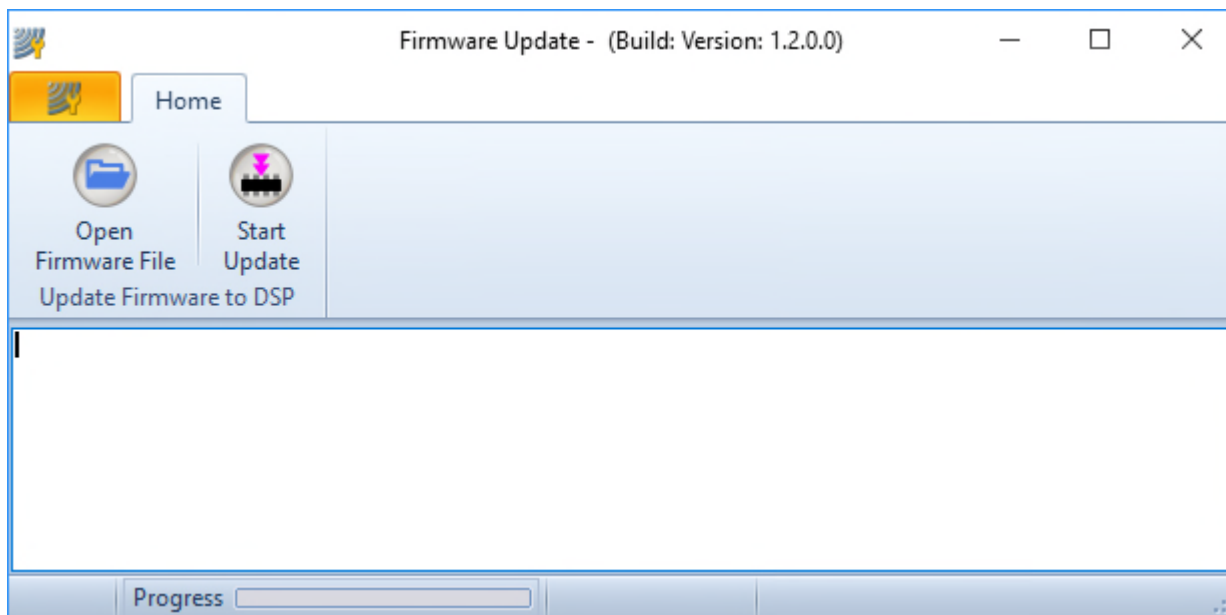 Firmware Update - (Build: Version: 1.2.0.0)
Home
Open
Firmware File
Start
Update
Update Firmware to DSP
Progress